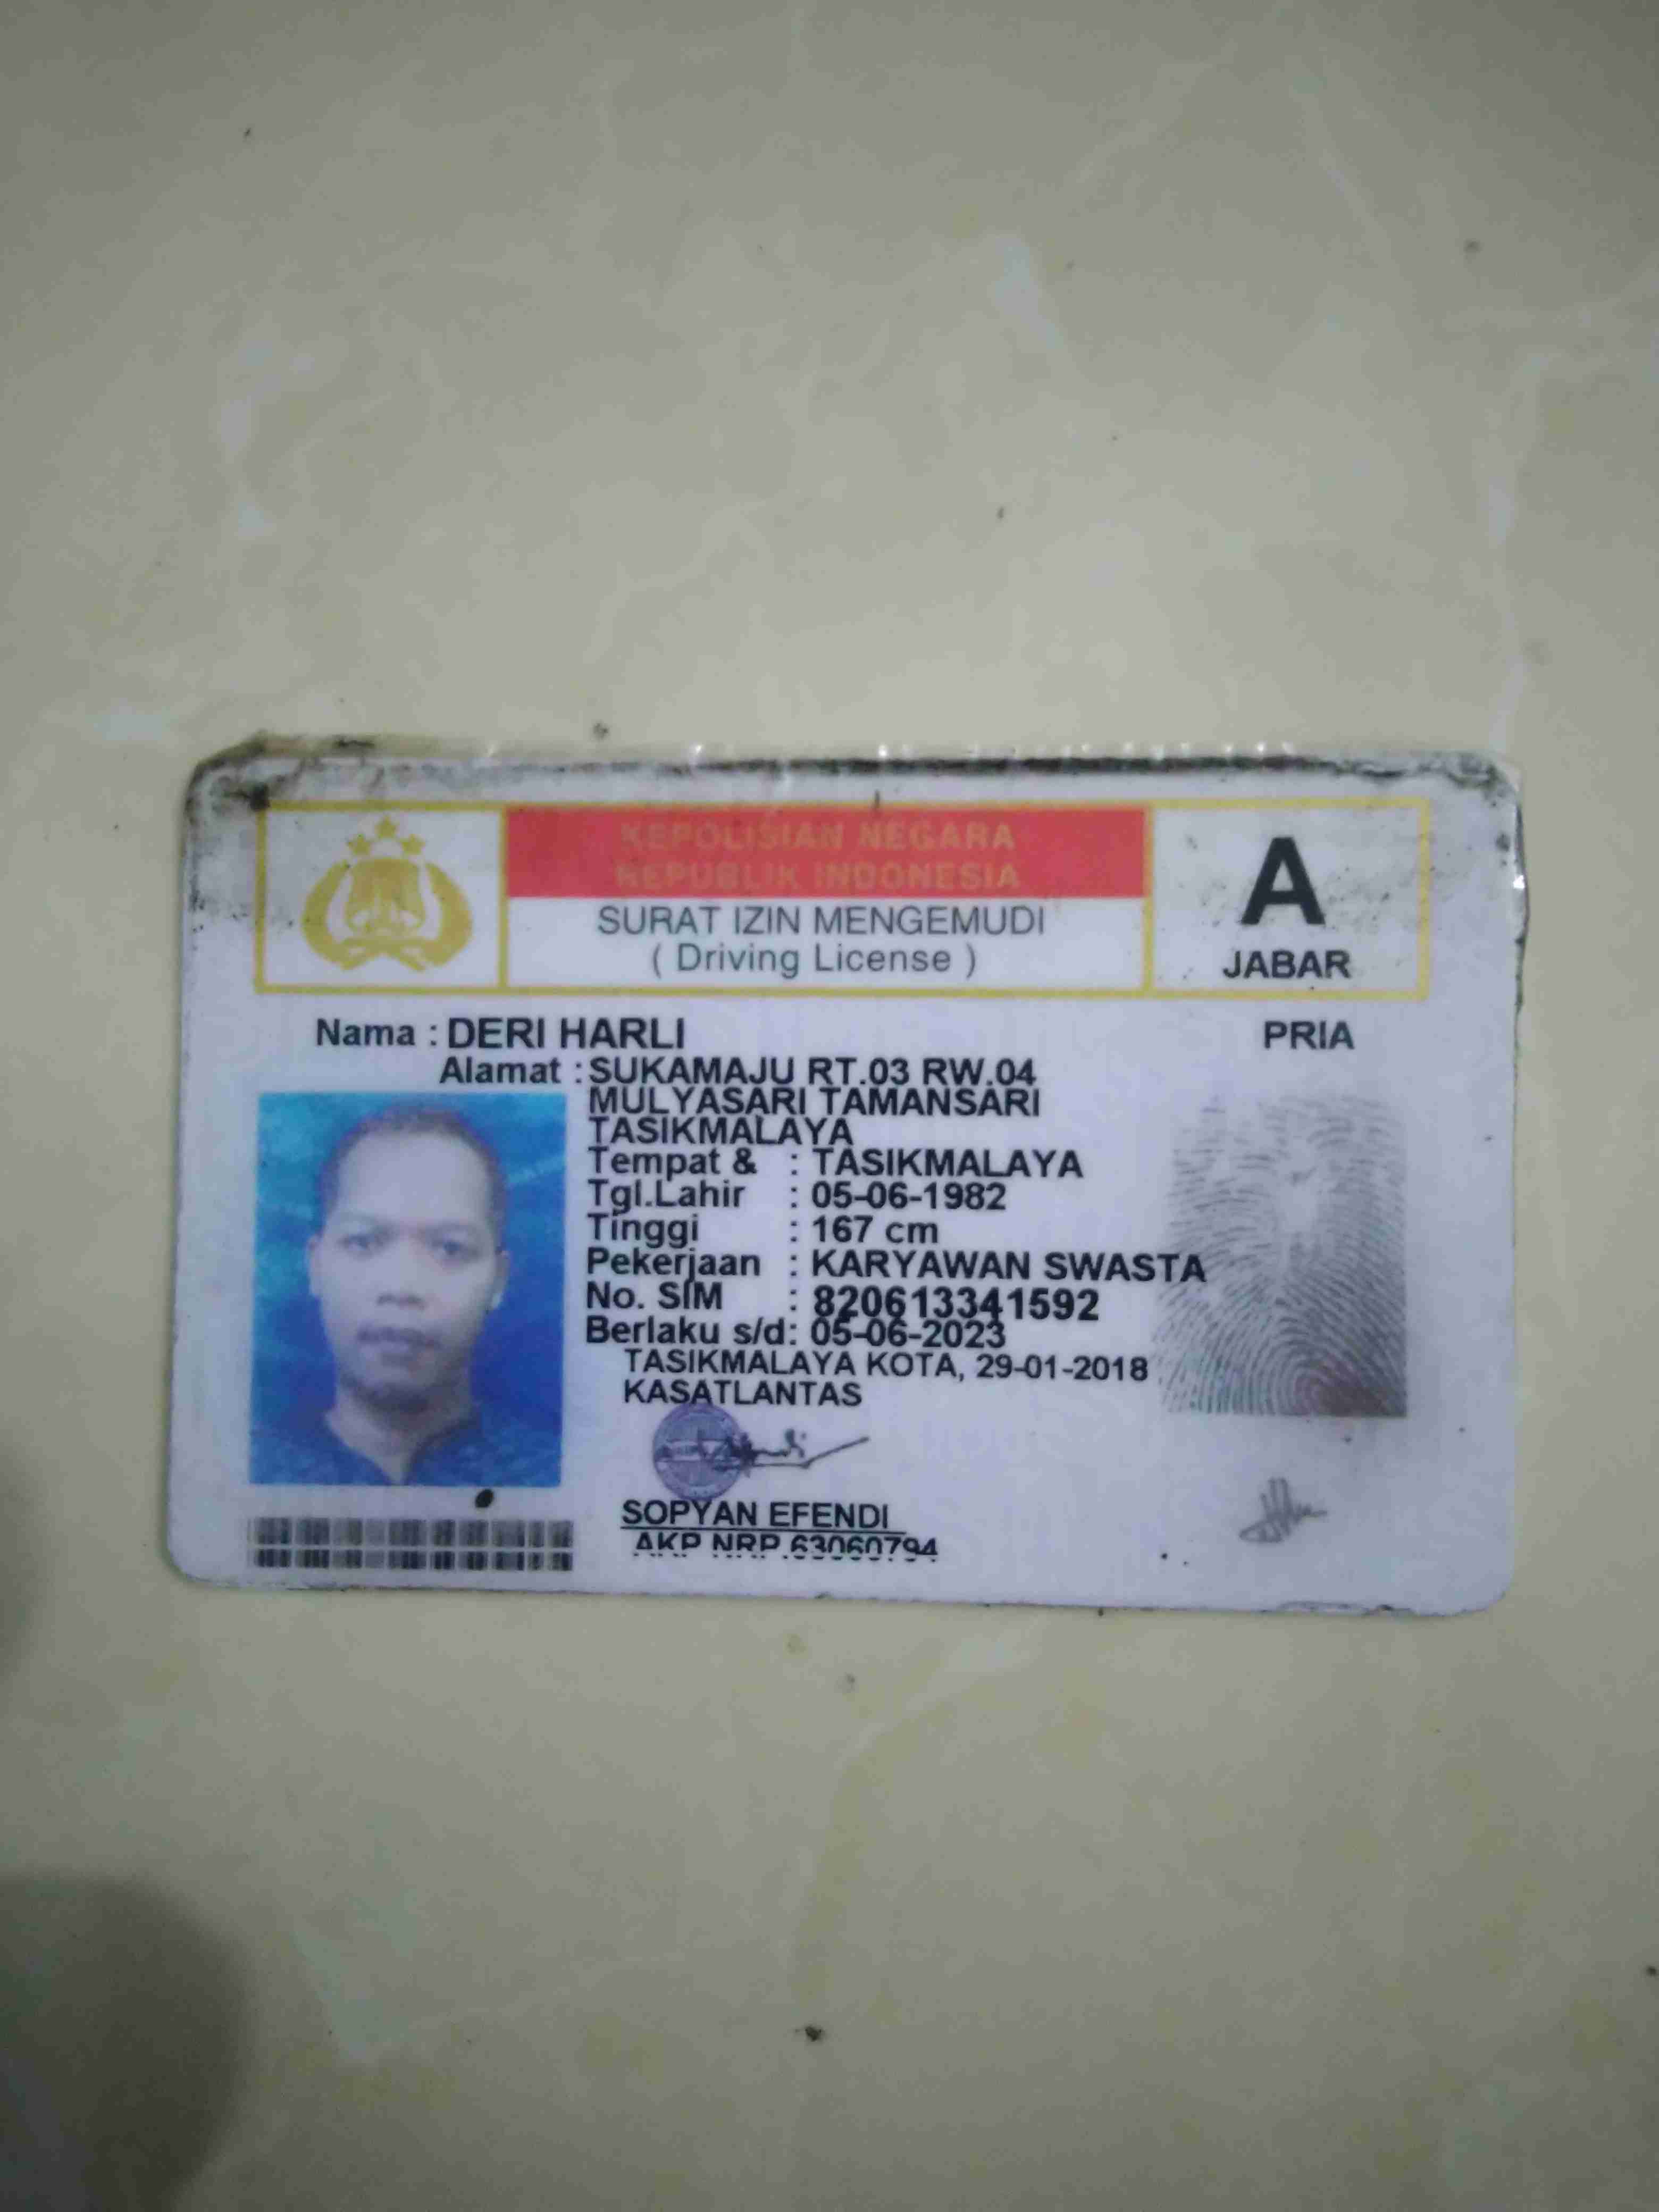 KEPOLISIAN NEGARA
REPUBLIK INDONESIA
SURAT IZIN MENGEMUDI
( Driving License )
A
JABAR
Nama : DERI HARLI
PRIA
Alamat : SUKAMAJU RT.03 RW.04
MULYASARI TAMANSARI
TASIKMALAYA
Tempat & : TASIKMALAYA
Tgl.Lahir : 05-06-1982
Tinggi : 167 cm
Pekerjaan : KARYAWAN SWASTA
No. SIM : 820613341592
Berlaku s/d: 05-06-2023
TASIKMALAYA KOTA, 29-01-2018
KASATLANTAS
SOPYAN EFENDI
AKP NRP.63060794